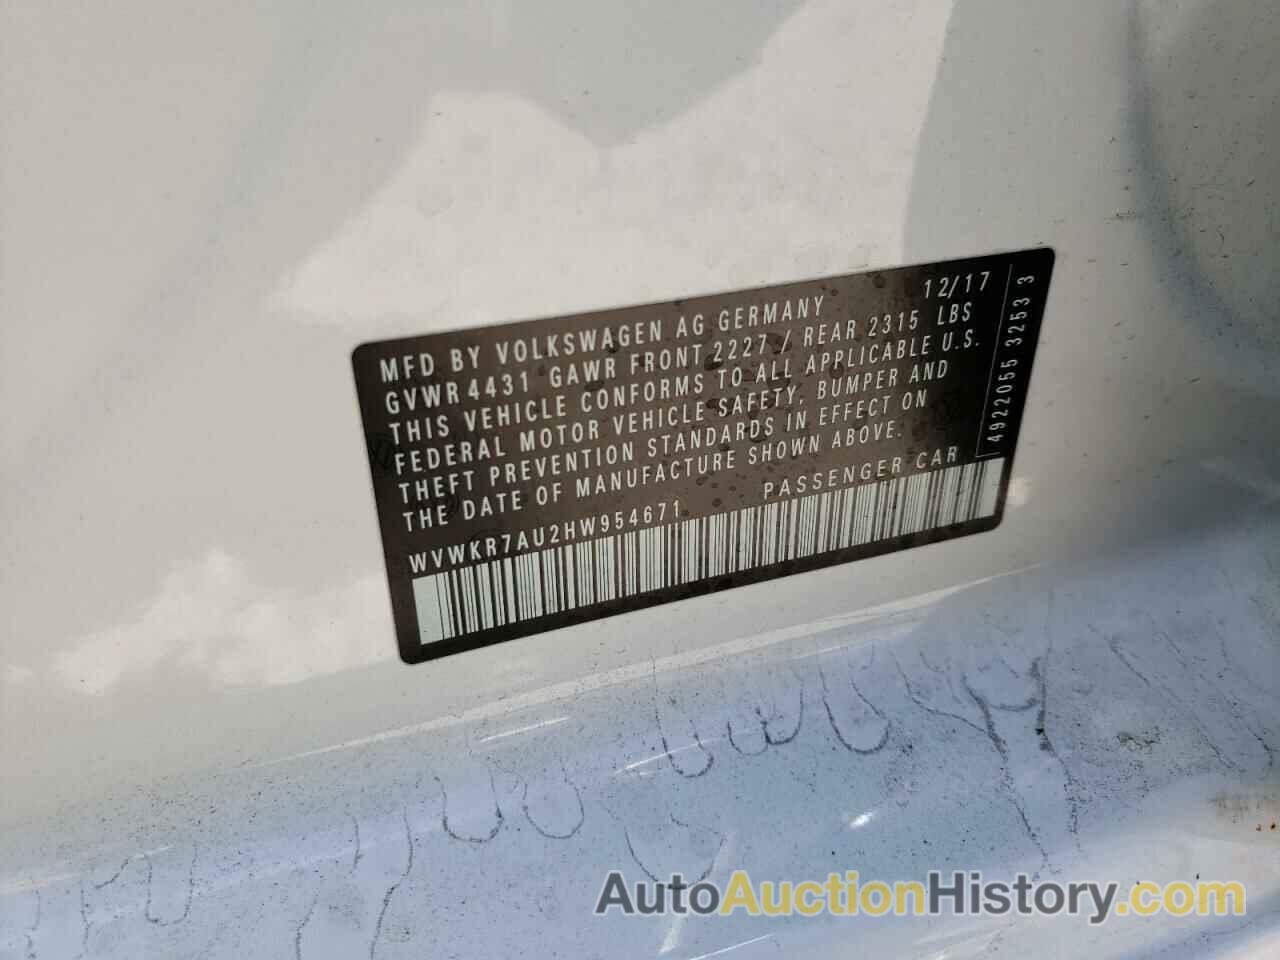 MFD BY VOLKSWAGEN AG GERMANY 12/17
GVWR 4431 GAWR FRONT 2227 / REAR 2315 LBS
THIS VEHICLE CONFORMS TO ALL APPLICABLE U.S.
FEDERAL MOTOR VEHICLE SAFETY, BUMPER AND
THEFT PREVENTION STANDARDS IN EFFECT ON
THE DATE OF MANUFACTURE SHOWN ABOVE.
WVWKR7AU2HW954671 PASSENGER CAR
4922055 3253 3
AutoAuctionHistory.com